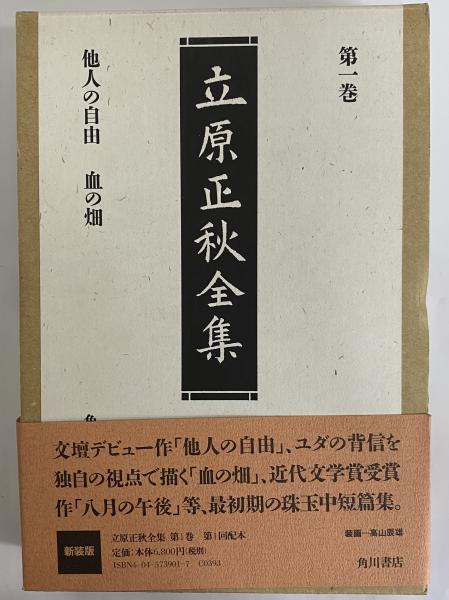 第一巻
立原正秋全集
他人の自由 血の畑
角
文壇デビュー作「他人の自由」、ユダの背信を
独自の視点で描く「血の畑」、近代文学賞受賞
作「八月の午後」等、最初期の珠玉中短篇集。
新装版
立原正秋全集 第1巻 第1回配本
定価:本体6,800円(税別)
ISBN4-04-573901-7 C0393
装画―高山辰雄
角川書店